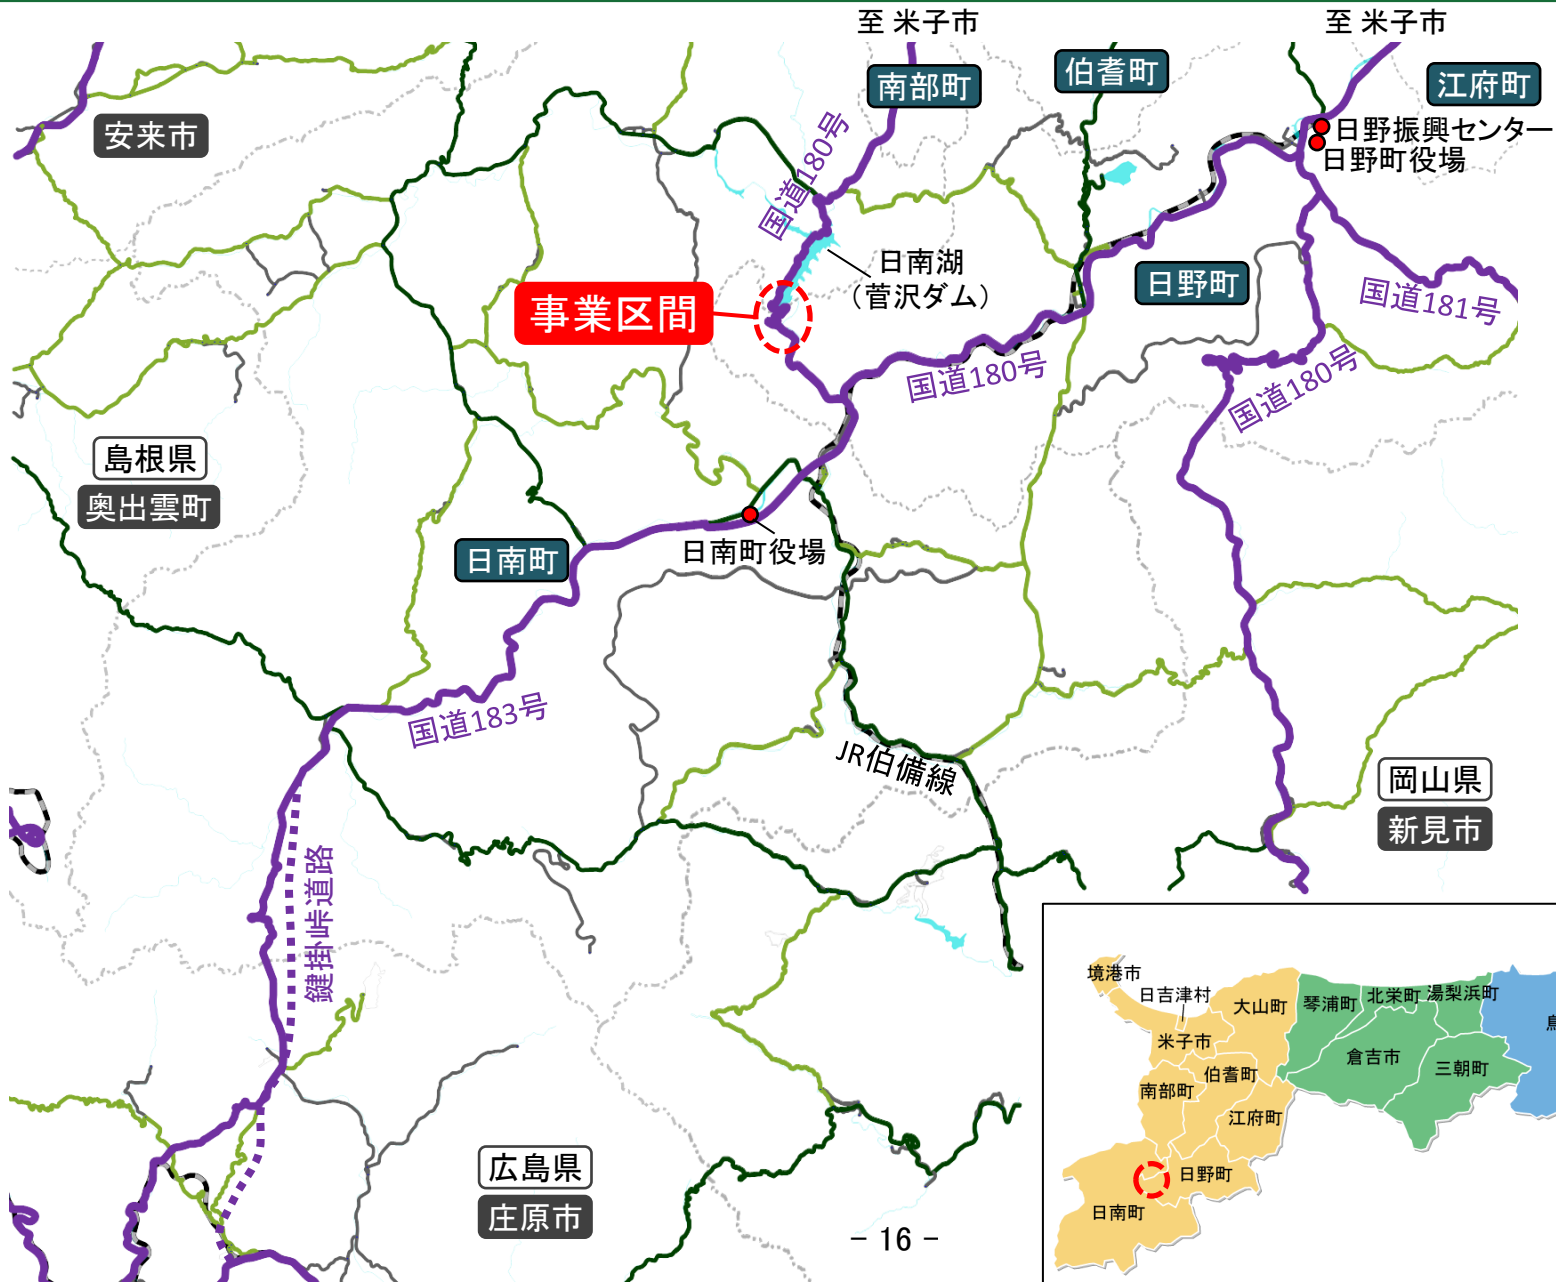 至 米子市
至 米子市
南部町
伯耆町
江府町
安来市
日野振興センター
日野町役場
国道180号
日南湖
（菅沢ダム）
日野町
国道181号
事業区間
国道180号
国道180号
島根県
奥出雲町
日南町
日南町役場
国道183号
JR伯備線
岡山県
新見市
鍵掛峠道路
広島県
庄原市
境港市
日吉津村
大山町
琴浦町
北栄町
湯梨浜町
米子市
倉吉市
三朝町
伯耆町
南部町
江府町
日野町
日南町
－ 16 －